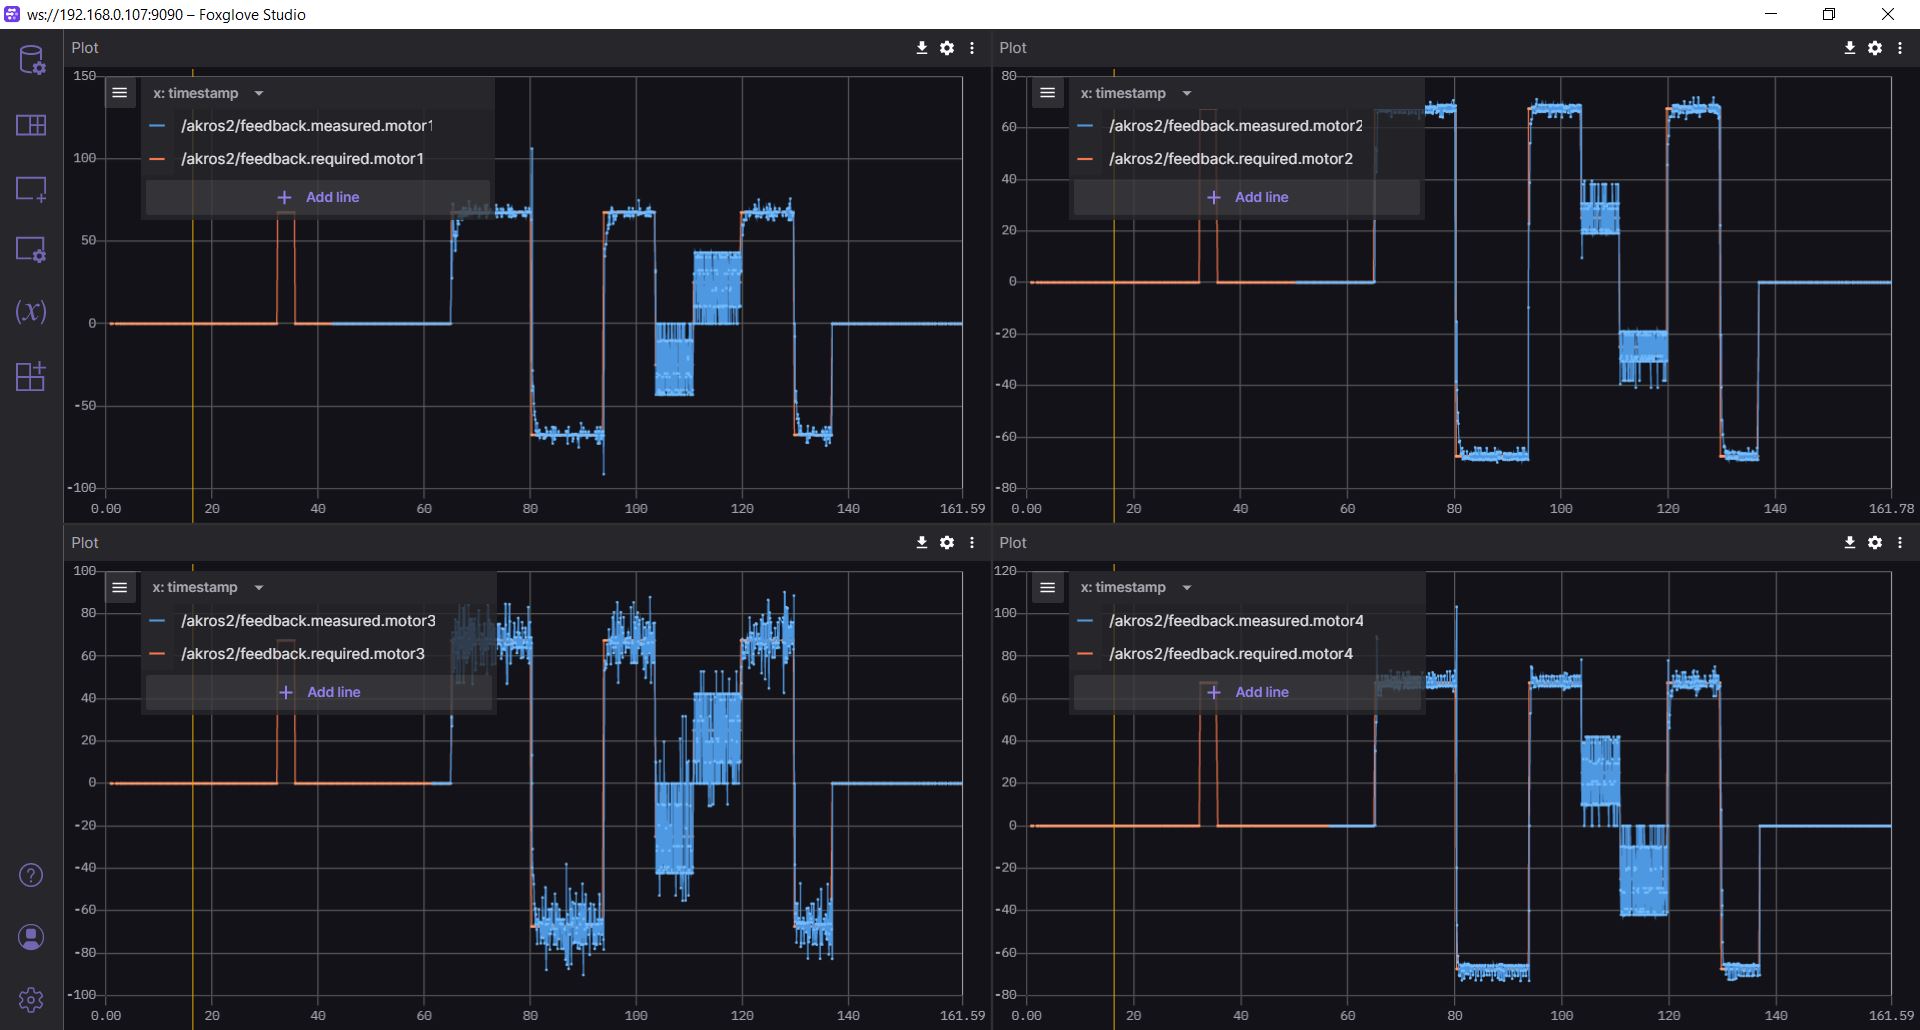 ws://192.168.0.107:9090 – Foxglove Studio
Plot
150
100
50
0
-50
-100
x: timestamp
/akros2/feedback.measured.motor1
/akros2/feedback.required.motor1
+ Add line
0.00 20 40 60 80 100 120 140 161.59
Plot
80
60
40
20
0
-20
-40
-60
-80
x: timestamp
/akros2/feedback.measured.motor2
/akros2/feedback.required.motor2
+ Add line
0.00 20 40 60 80 100 120 140 161.78
(x)
Plot
100
80
60
40
20
0
-20
-40
-60
-80
-100
x: timestamp
/akros2/feedback.measured.motor3
/akros2/feedback.required.motor3
+ Add line
0.00 20 40 60 80 100 120 140 161.59
Plot
120
100
80
60
40
20
0
-20
-40
-60
-80
x: timestamp
/akros2/feedback.measured.motor4
/akros2/feedback.required.motor4
+ Add line
0.00 20 40 60 80 100 120 140 161.59
?